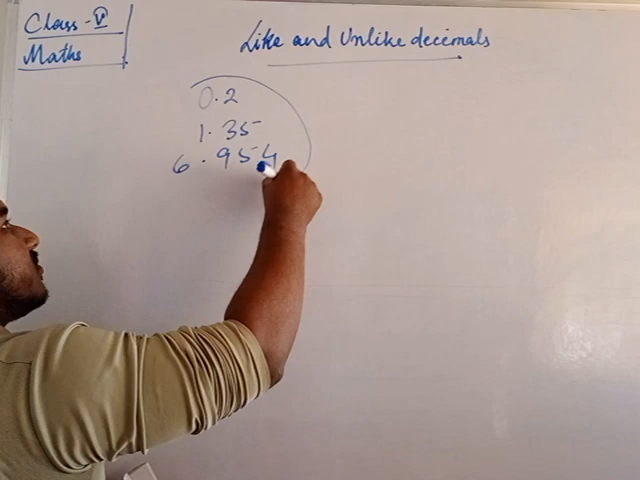 Class - V
Maths
Like and Unlike decimals
0.2
1.35
6.954